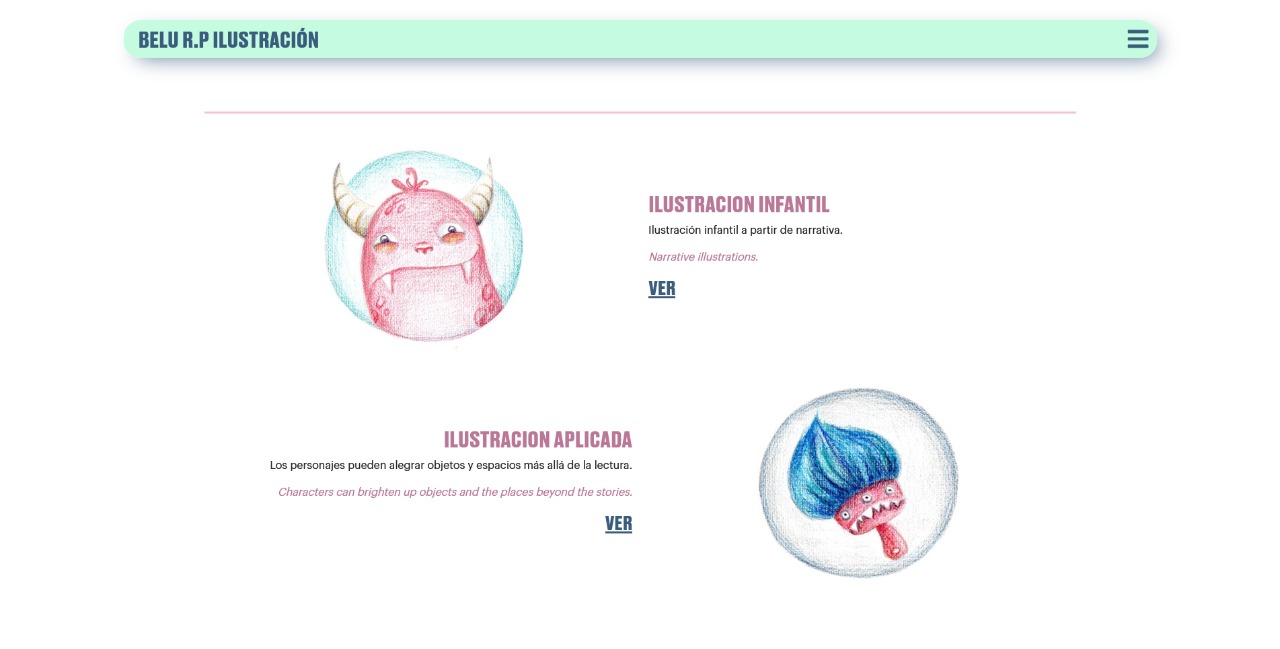 BELU R.P ILUSTRACIÓN
ILUSTRACION INFANTIL
Ilustración infantil a partir de narrativa.
Narrative illustrations.
VER
ILUSTRACION APLICADA
Los personajes pueden alegrar objetos y espacios más allá de la lectura.
Characters can brighten up objects and the places beyond the stories.
VER